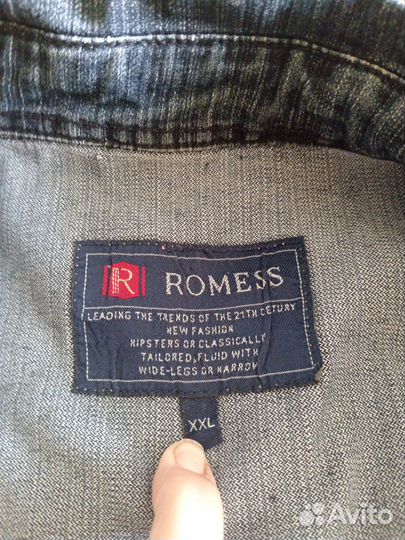 R ROMESS
LEADING THE TRENDS OF THE 21TH CETURY
NEW FASHION
HIPSTERS OR CLASSICALLY
TAILORED,FLUID WITH
WIDE-LEGS OR NARROW
XXL
Avito